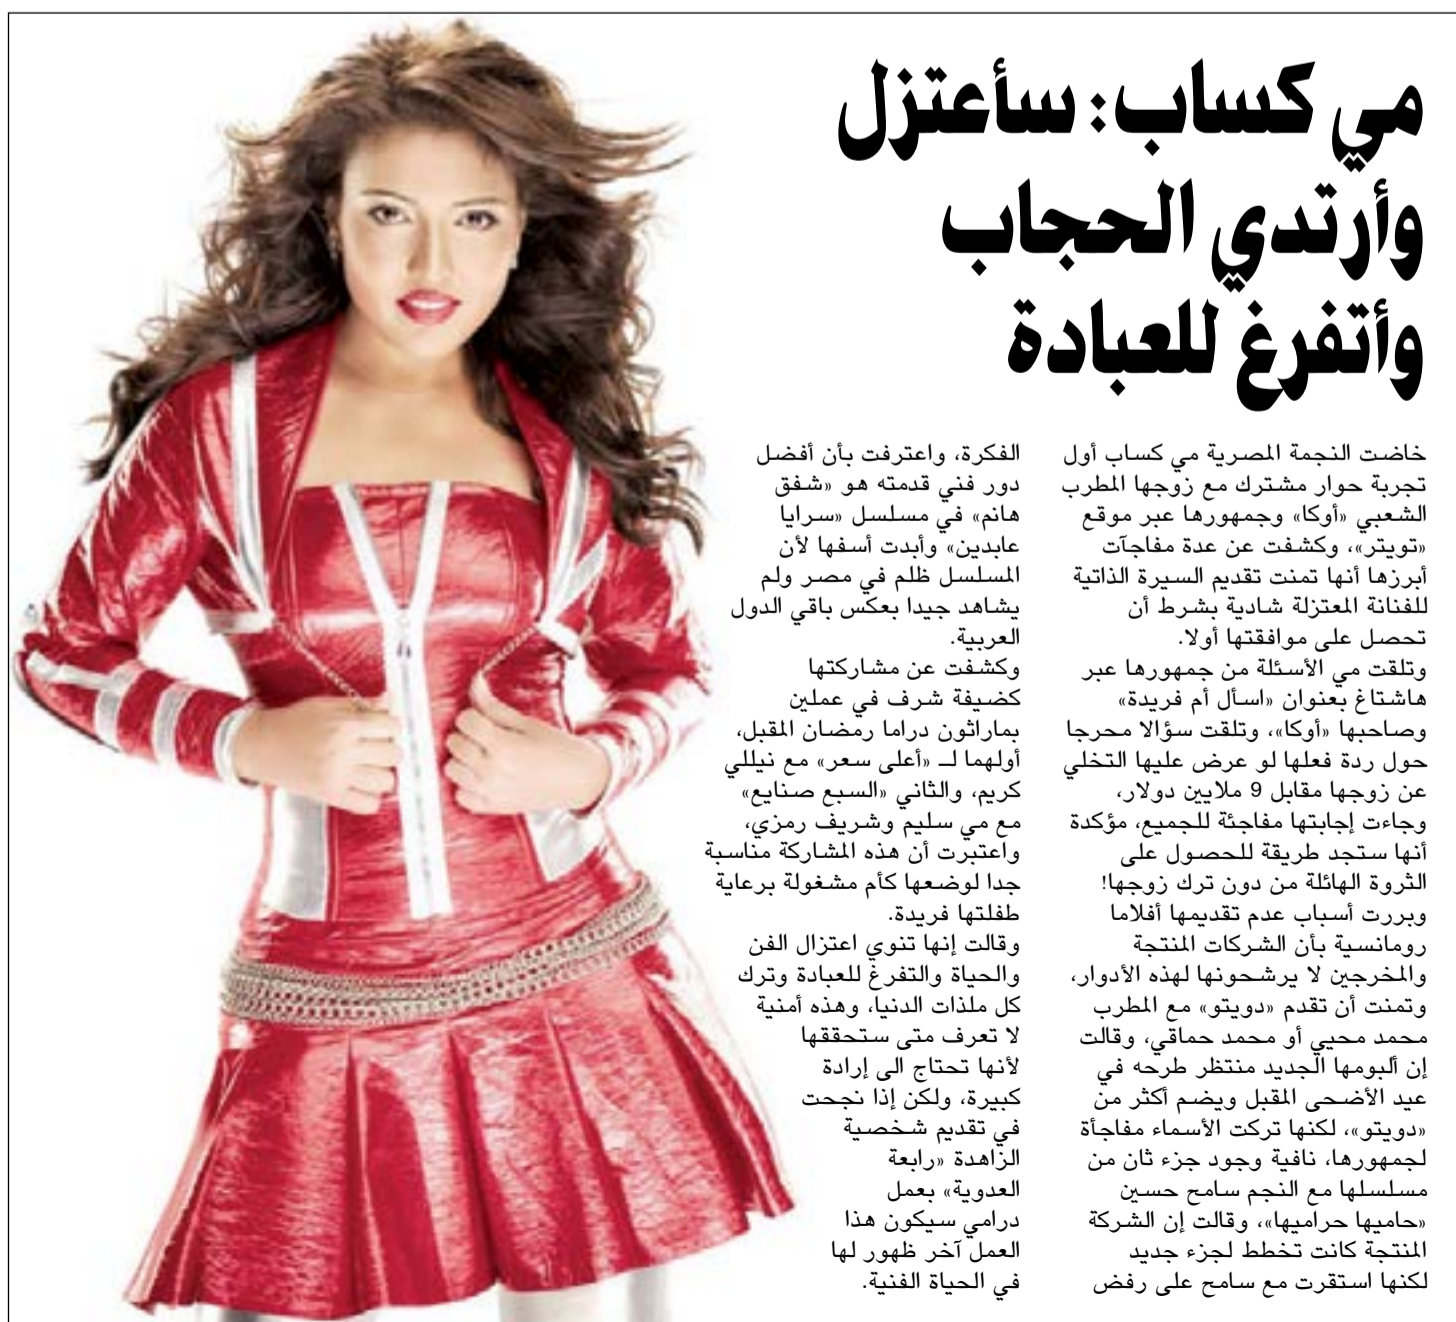 مي كساب: سأعتزل
وأرتدي الحجاب
وأتفرغ للعبادة
خاضت النجمة المصرية مي كساب أول
تجربة حوار مشترك مع زوجها المطرب
الشعبي «أوكا» وجمهورها عبر موقع
«تويتر»، وكشفت عن عدة مفاجآت
أبرزها أنها تمنت تقديم السيرة الذاتية
للفنانة المعتزلة شادية بشرط أن
تحصل على موافقتها أولا.
وتلقت مي الأسئلة من جمهورها عبر
هاشتاغ بعنوان «اسأل أم فريدة»
وصاحبها «أوكا»، وتلقت سؤالا محرجا
حول ردة فعلها لو عرض عليها التخلي
عن زوجها مقابل 9 ملايين دولار،
وجاءت إجابتها مفاجئة للجميع، مؤكدة
أنها ستجد طريقة للحصول على
الثروة الهائلة من دون ترك زوجها!
وبررت أسباب عدم تقديمها أفلاما
رومانسية بأن الشركات المنتجة
والمخرجين لا يرشحونها لهذه الأدوار،
وتمنت أن تقدم «دويتو» مع المطرب
محمد محيي أو محمد حماقي، وقالت
إن ألبومها الجديد منتظر طرحه في
عيد الأضحى المقبل ويضم أكثر من
«دويتو»، لكنها تركت الأسماء مفاجأة
لجمهورها، نافية وجود جزء ثان من
مسلسلها مع النجم سامح حسين
«حاميها حراميها»، وقالت إن الشركة
المنتجة كانت تخطط لجزء جديد
لكنها استقرت مع سامح على رفض
الفكرة، واعترفت بأن أفضل
دور فني قدمته هو «شفق
هانم» في مسلسل «سرايا
عابدين» وأبدت أسفها لأن
المسلسل ظلم في مصر ولم
يشاهد جيدا بعكس باقي الدول
العربية.
وكشفت عن مشاركتها
كضيفة شرف في عملين
بماراثون دراما رمضان المقبل،
أولهما لـ «أعلى سعر» مع نيللي
كريم، والثاني «السبع صنايع»
مع مي سليم وشريف رمزي،
واعتبرت أن هذه المشاركة مناسبة
جدا لوضعها كأم مشغولة برعاية
طفلتها فريدة.
وقالت إنها تنوي اعتزال الفن
والحياة والتفرغ للعبادة وترك
كل ملذات الدنيا، وهذه أمنية
لا تعرف متى ستحققها
لأنها تحتاج الى إرادة
كبيرة، ولكن إذا نجحت
في تقديم شخصية
الزاهدة «رابعة
العدوية» بعمل
درامي سيكون هذا
العمل آخر ظهور لها
في الحياة الفنية.